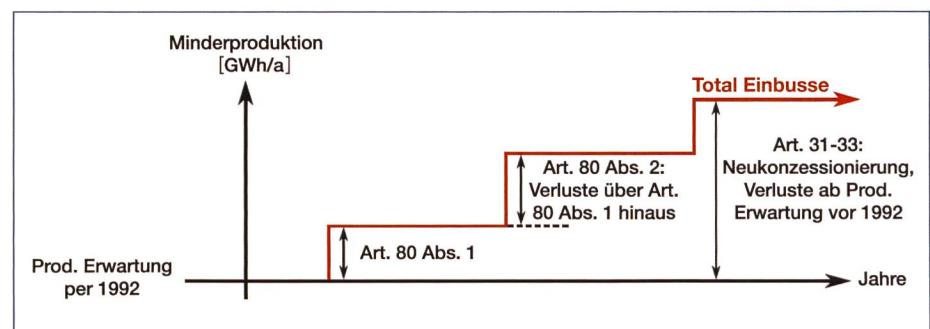 Minderproduktion
[GWh/a]
Total Einbusse
Art. 31-33:
Neukonzessionierung,
Verluste ab Prod.
Erwartung vor 1992
Art. 80 Abs. 2:
Verluste über Art.
80 Abs. 1 hinaus
Art. 80 Abs. 1
Prod. Erwartung
per 1992
Jahre